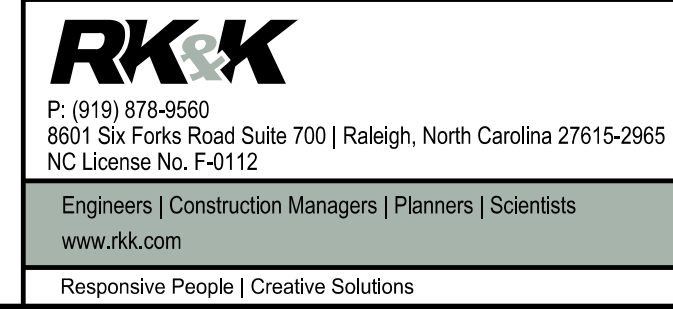 RK&K
P: (919) 878-9560
8601 Six Forks Road Suite 700 | Raleigh, North Carolina 27615-2965
NC License No. F-0112
Engineers | Construction Managers | Planners | Scientists
www.rkk.com
Responsive People | Creative Solutions